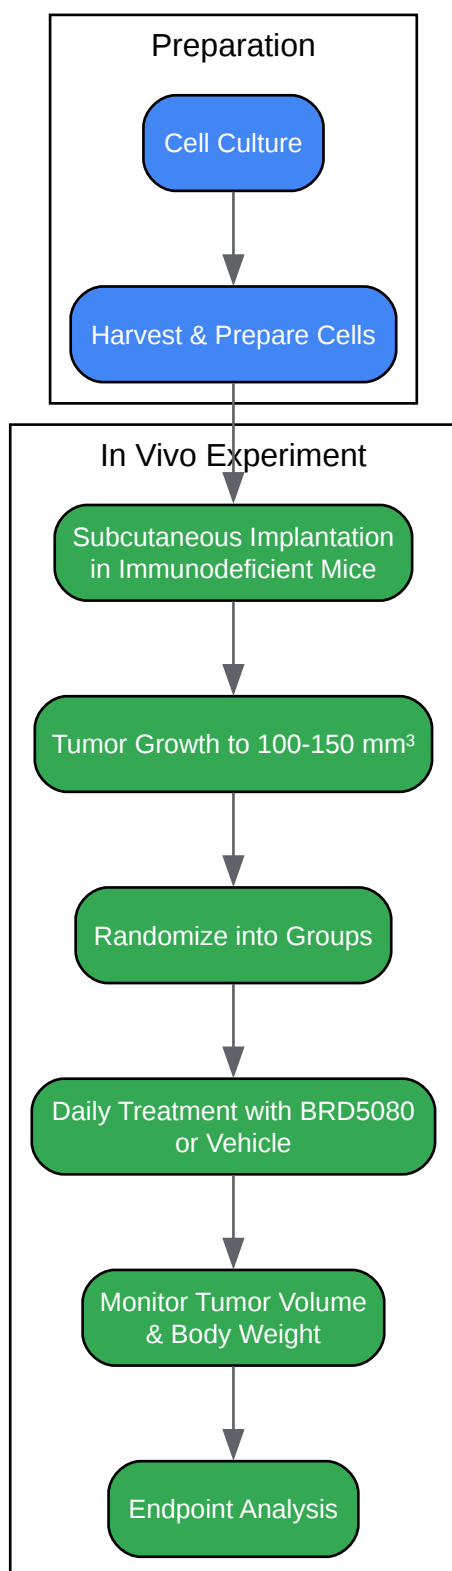 Preparation
Cell Culture
Harvest & Prepare Cells
In Vivo Experiment
Subcutaneous Implantation
in Immunodeficient Mice
Tumor Growth to 100-150 mm³
Randomize into Groups
Daily Treatment with BRD5080
or Vehicle
Monitor Tumor Volume
& Body Weight
Endpoint Analysis